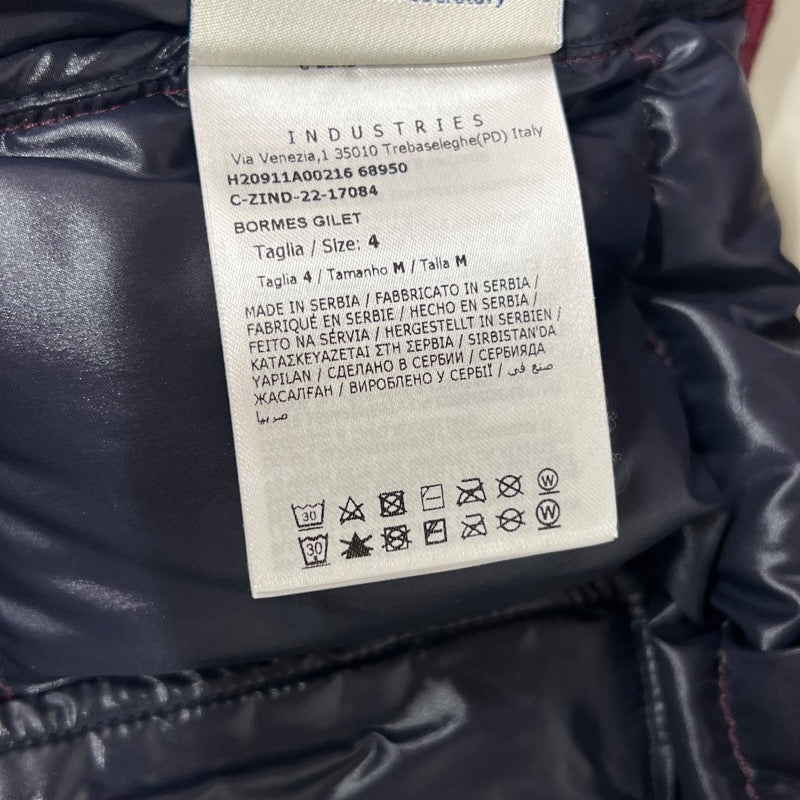 INDUSTRIES
Via Venezia,1 35010 Trebaseleghe(PD) Italy
H20911A00216 68950
C-ZIND-22-17084
BORMES GILET
Taglia / Size: 4
Taglia 4 / Tamanho M / Talla M
MADE IN SERBIA / FABBRICATO IN SERBIA /
FABRIQUÉ EN SERBIE / HECHO EN SERBIA /
FEITO NA SÉRVIA / HERGESTELLT IN SERBIEN /
ΚΑΤΑΣΚΕΥΑΖΕΤΑΙ ΣΤΗ ΣΕΡΒΙΑ / SIRBISTAN'DA
YAPILAN / СДЕЛАНО В СЕРБИИ / СЕРБИЯДА
ЖАСАЛҒАН / ВИРОБЛЕНО У СЕРБІЇ / صنع في
صربيا
30 W
30 W